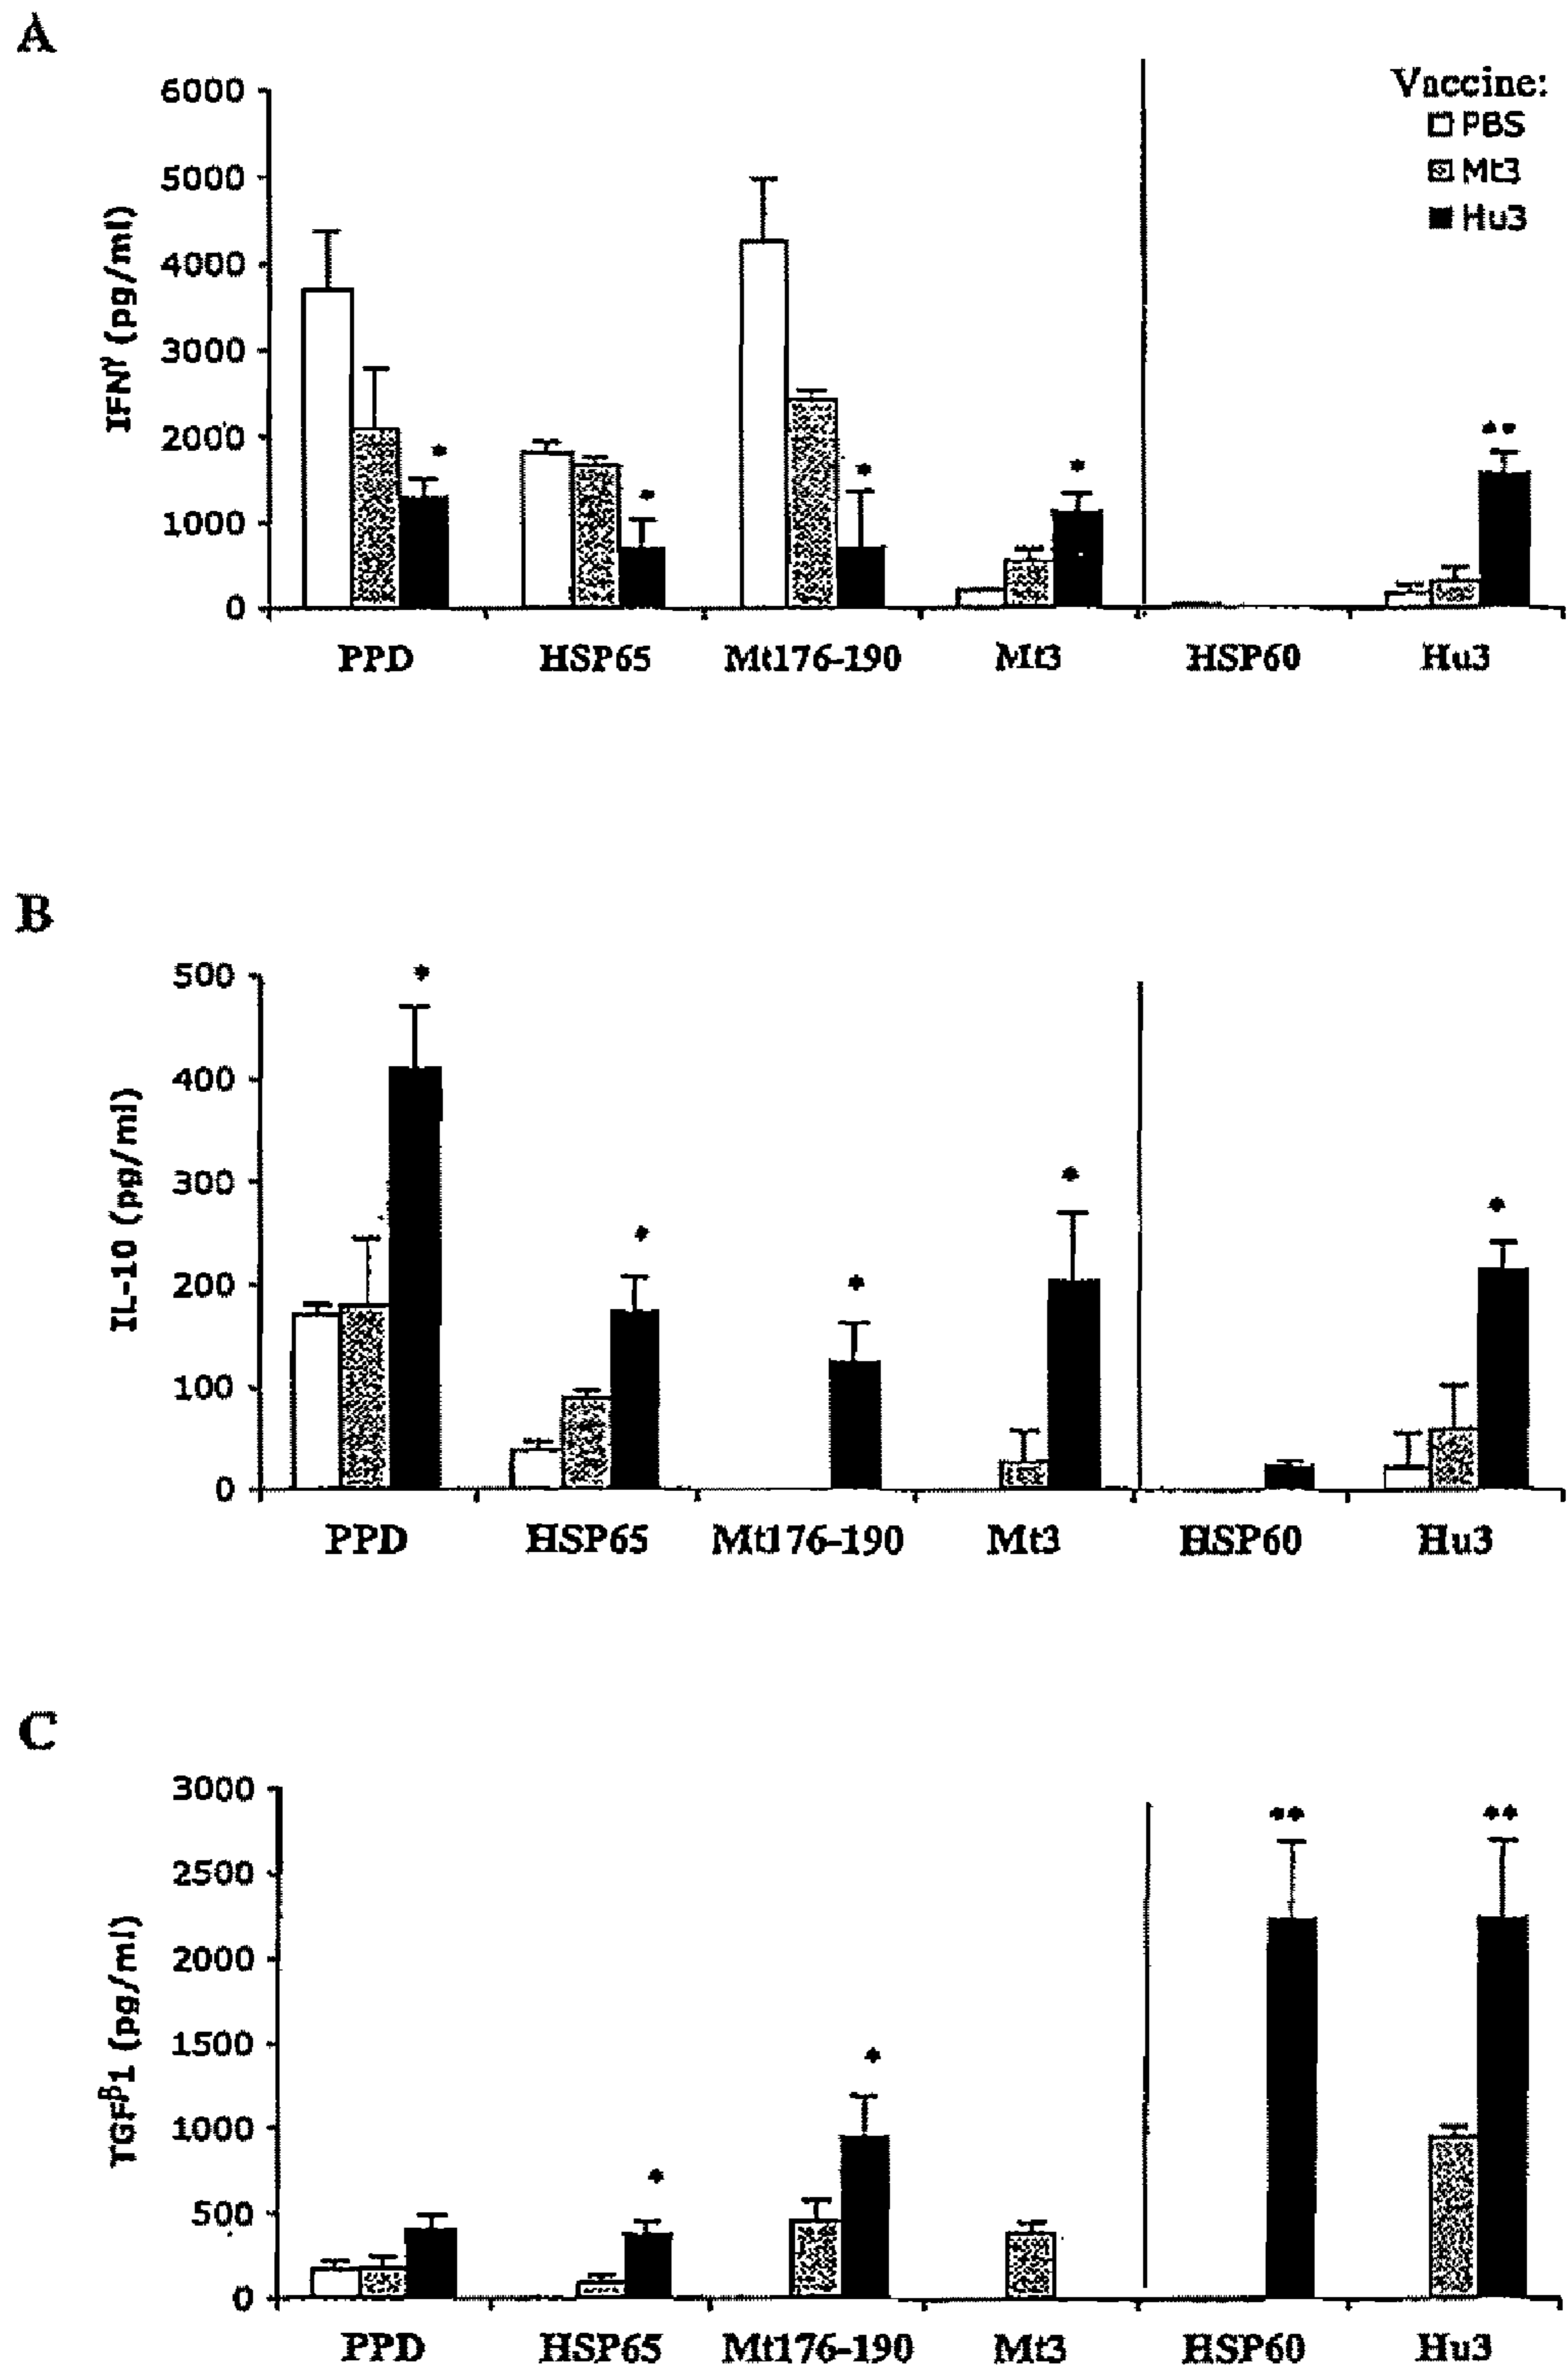 A
Vaccine:
PBS
Mt3
Hu3
6000
5000
4000
3000
2000
1000
0
IFNγ (pg/ml)
* * * * **
PPD HSP65 Mt176-190 Mt3 HSP60 Hu3
B
500
400
300
200
100
0
IL-10 (pg/ml)
* * * * *
PPD HSP65 Mt176-190 Mt3 HSP60 Hu3
C
3000
2500
2000
1500
1000
500
0
TGFβ1 (pg/ml)
* * ** **
PPD HSP65 Mt176-190 Mt3 HSP60 Hu3